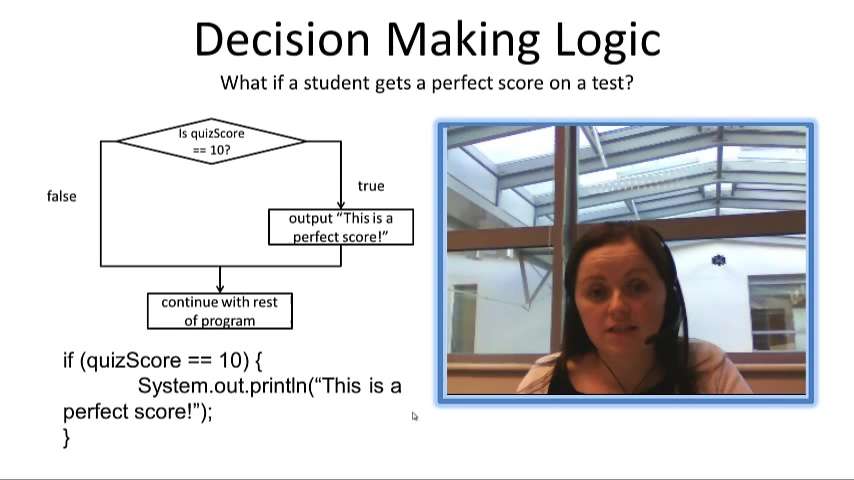 Decision Making Logic
What if a student gets a perfect score on a test?
Is quizScore
== 10?
false
true
output “This is a
perfect score!”
continue with rest
of program
if (quizScore == 10) {
System.out.println(“This is a
perfect score!”);
}